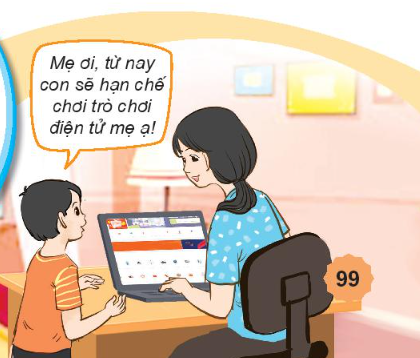 Mẹ ơi, từ nay
con sẽ hạn chế
chơi trò chơi
điện tử mẹ ạ!
99